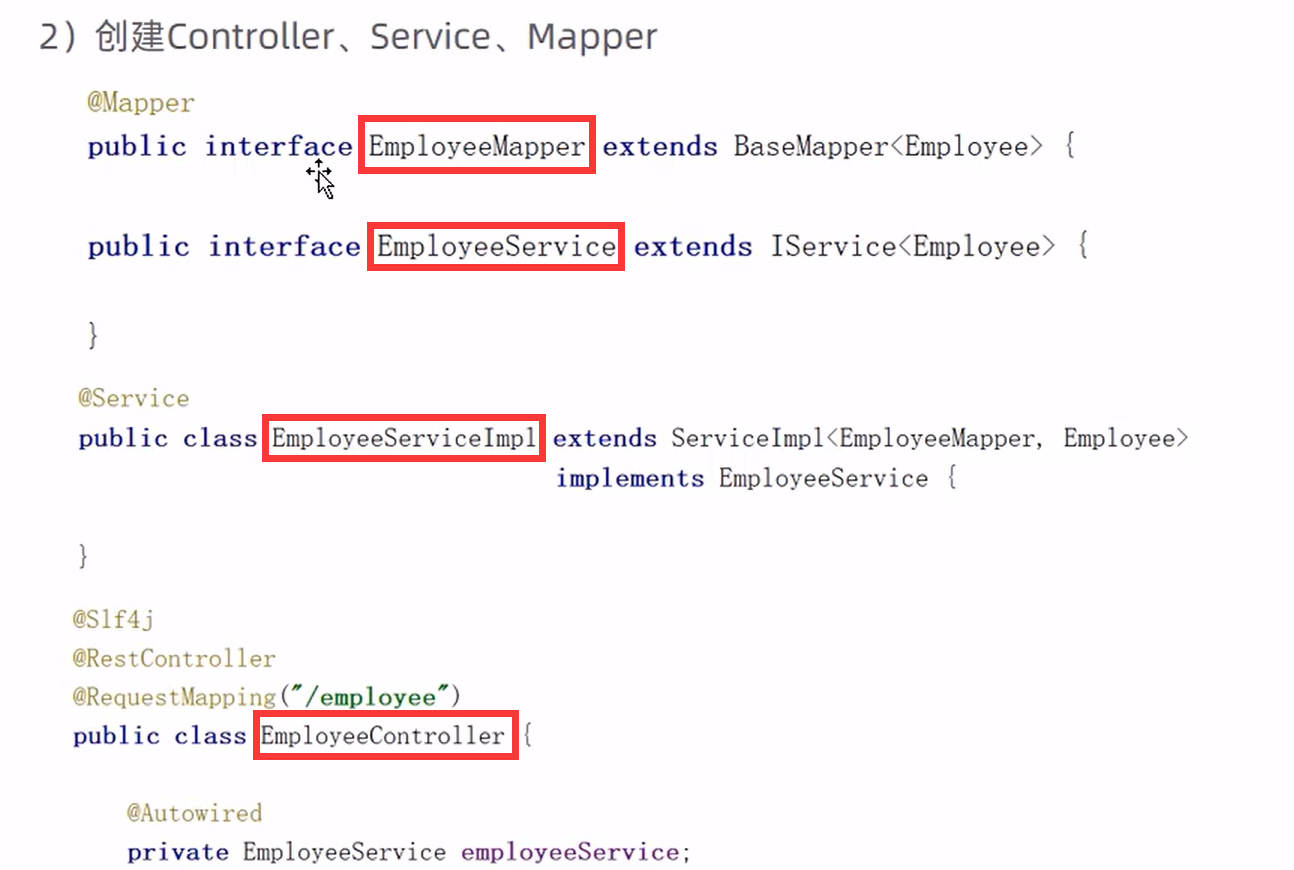 2）创建Controller、Service、Mapper
@Mapper
public interface EmployeeMapper extends BaseMapper<Employee> {
public interface EmployeeService extends IService<Employee> {
}
@Service
public class EmployeeServiceImpl extends ServiceImpl<EmployeeMapper, Employee>
implements EmployeeService {
}
@Slf4j
@RestController
@RequestMapping("/employee")
public class EmployeeController {
@Autowired
private EmployeeService employeeService;